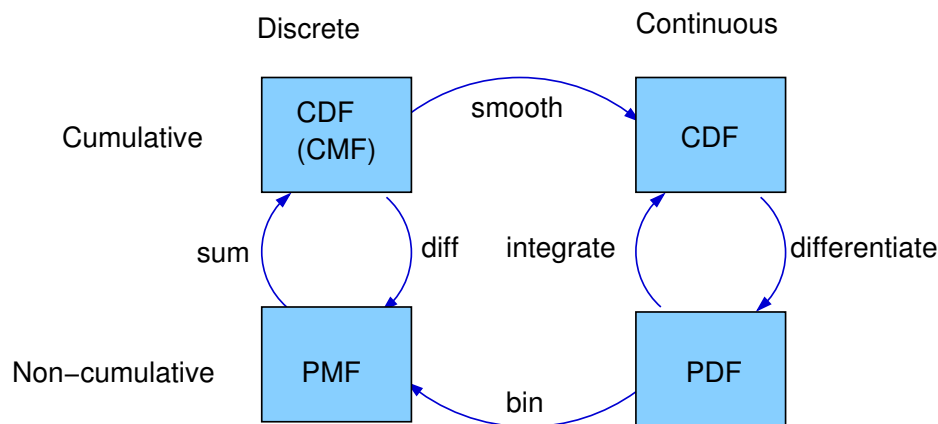 Discrete
Continuous
CDF
(CMF)
smooth
Cumulative
CDF
sum
diff
integrate
differentiate
Non−cumulative
PMF
PDF
bin